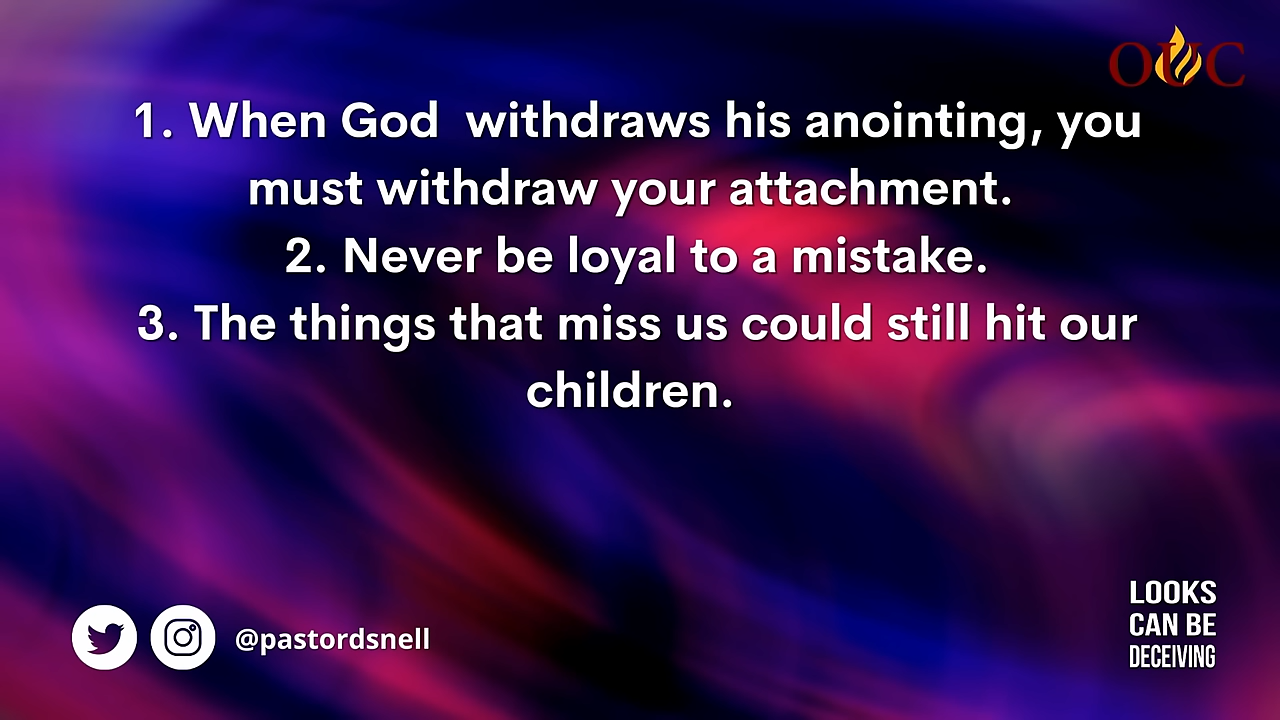 OUC
1. When God  withdraws his anointing, you
must withdraw your attachment.
2. Never be loyal to a mistake.
3. The things that miss us could still hit our
children.
@pastordsnell
LOOKS
CAN BE
DECEIVING